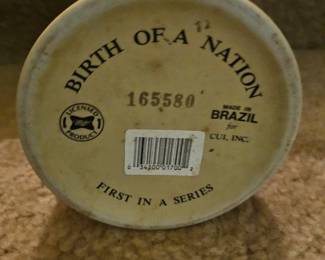 BIRTH OF A NATION
165580
LICENSED
PRODUCT
MADE IN
BRAZIL
for
CUI, INC.
FIRST IN A SERIES